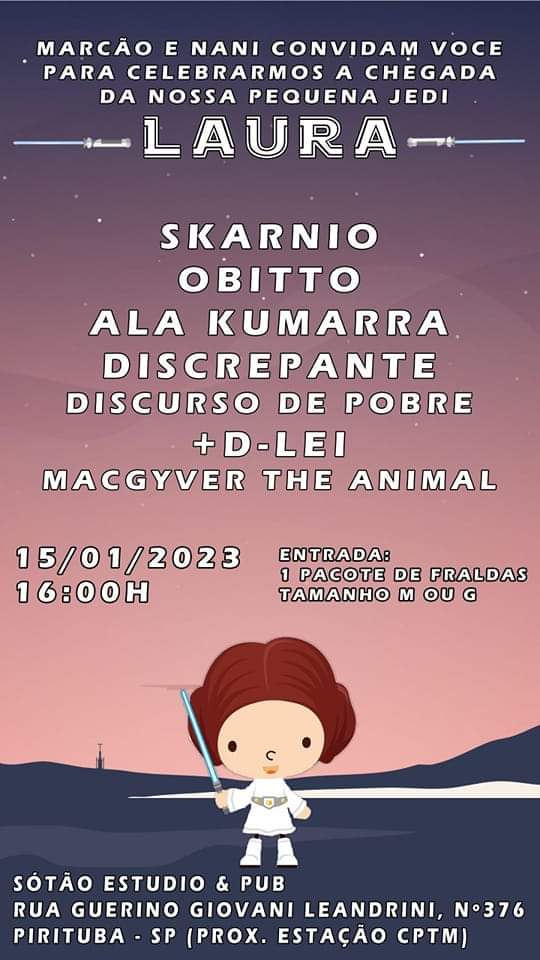 MARCÃO E NANI CONVIDAM VOCE
PARA CELEBRARMOS A CHEGADA
DA NOSSA PEQUENA JEDI
LAURA
SKARNIO
OBITTO
ALA KUMARRA
DISCREPANTE
DISCURSO DE POBRE
+D-LEI
MACGYVER THE ANIMAL
15/01/2023
16:00H
ENTRADA:
1 PACOTE DE FRALDAS
TAMANHO M OU G
SÓTÃO ESTUDIO & PUB
RUA GUERINO GIOVANI LEANDRINI, Nº376
PIRITUBA - SP (PROX. ESTAÇÃO CPTM)